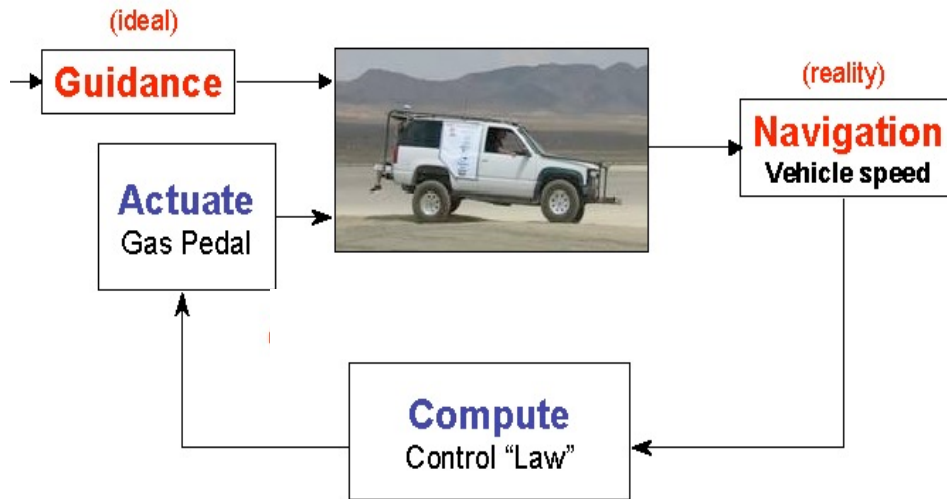 (ideal)
Guidance
(reality)
Navigation
Vehicle speed
Actuate
Gas Pedal
Compute
Control “Law”